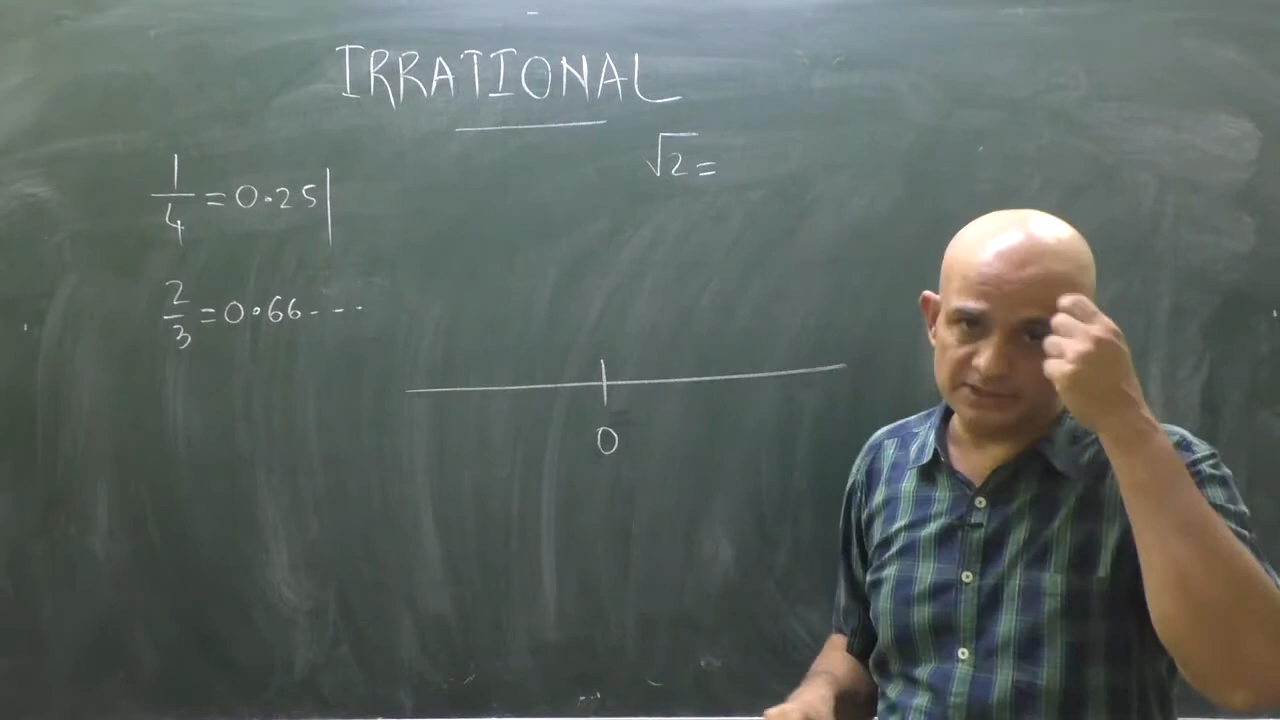 IRRATIONAL
√2 =
1/4 = 0.25|
2/3 = 0.66----
0